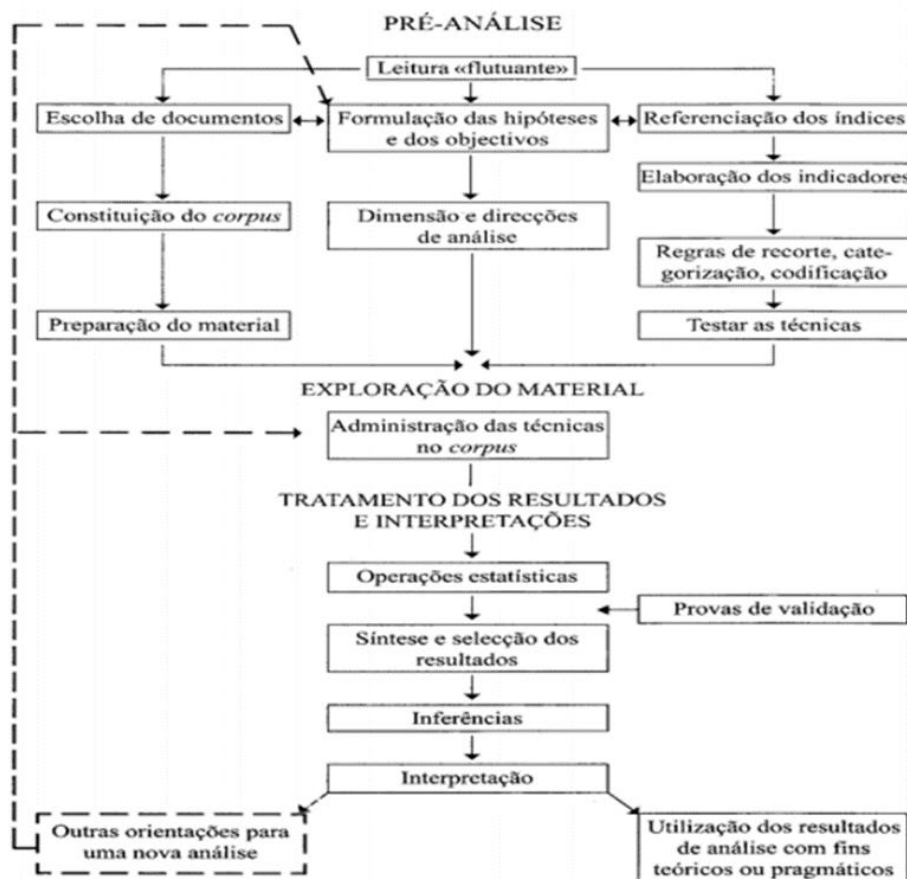 PRÉ-ANÁLISE
Leitura «flutuante»
Escolha de documentos
Formulação das hipóteses
e dos objectivos
Referenciação dos índices
Elaboração dos indicadores
Constituição do corpus
Dimensão e direcções
de análise
Regras de recorte, cate-
gorização, codificação
Preparação do material
Testar as técnicas
EXPLORAÇÃO DO MATERIAL
Administração das técnicas
no corpus
TRATAMENTO DOS RESULTADOS
E INTERPRETAÇÕES
Operações estatísticas
Provas de validação
Síntese e selecção dos
resultados
Inferências
Interpretação
Outras orientações para
uma nova análise
Utilização dos resultados
de análise com fins
teóricos ou pragmáticos